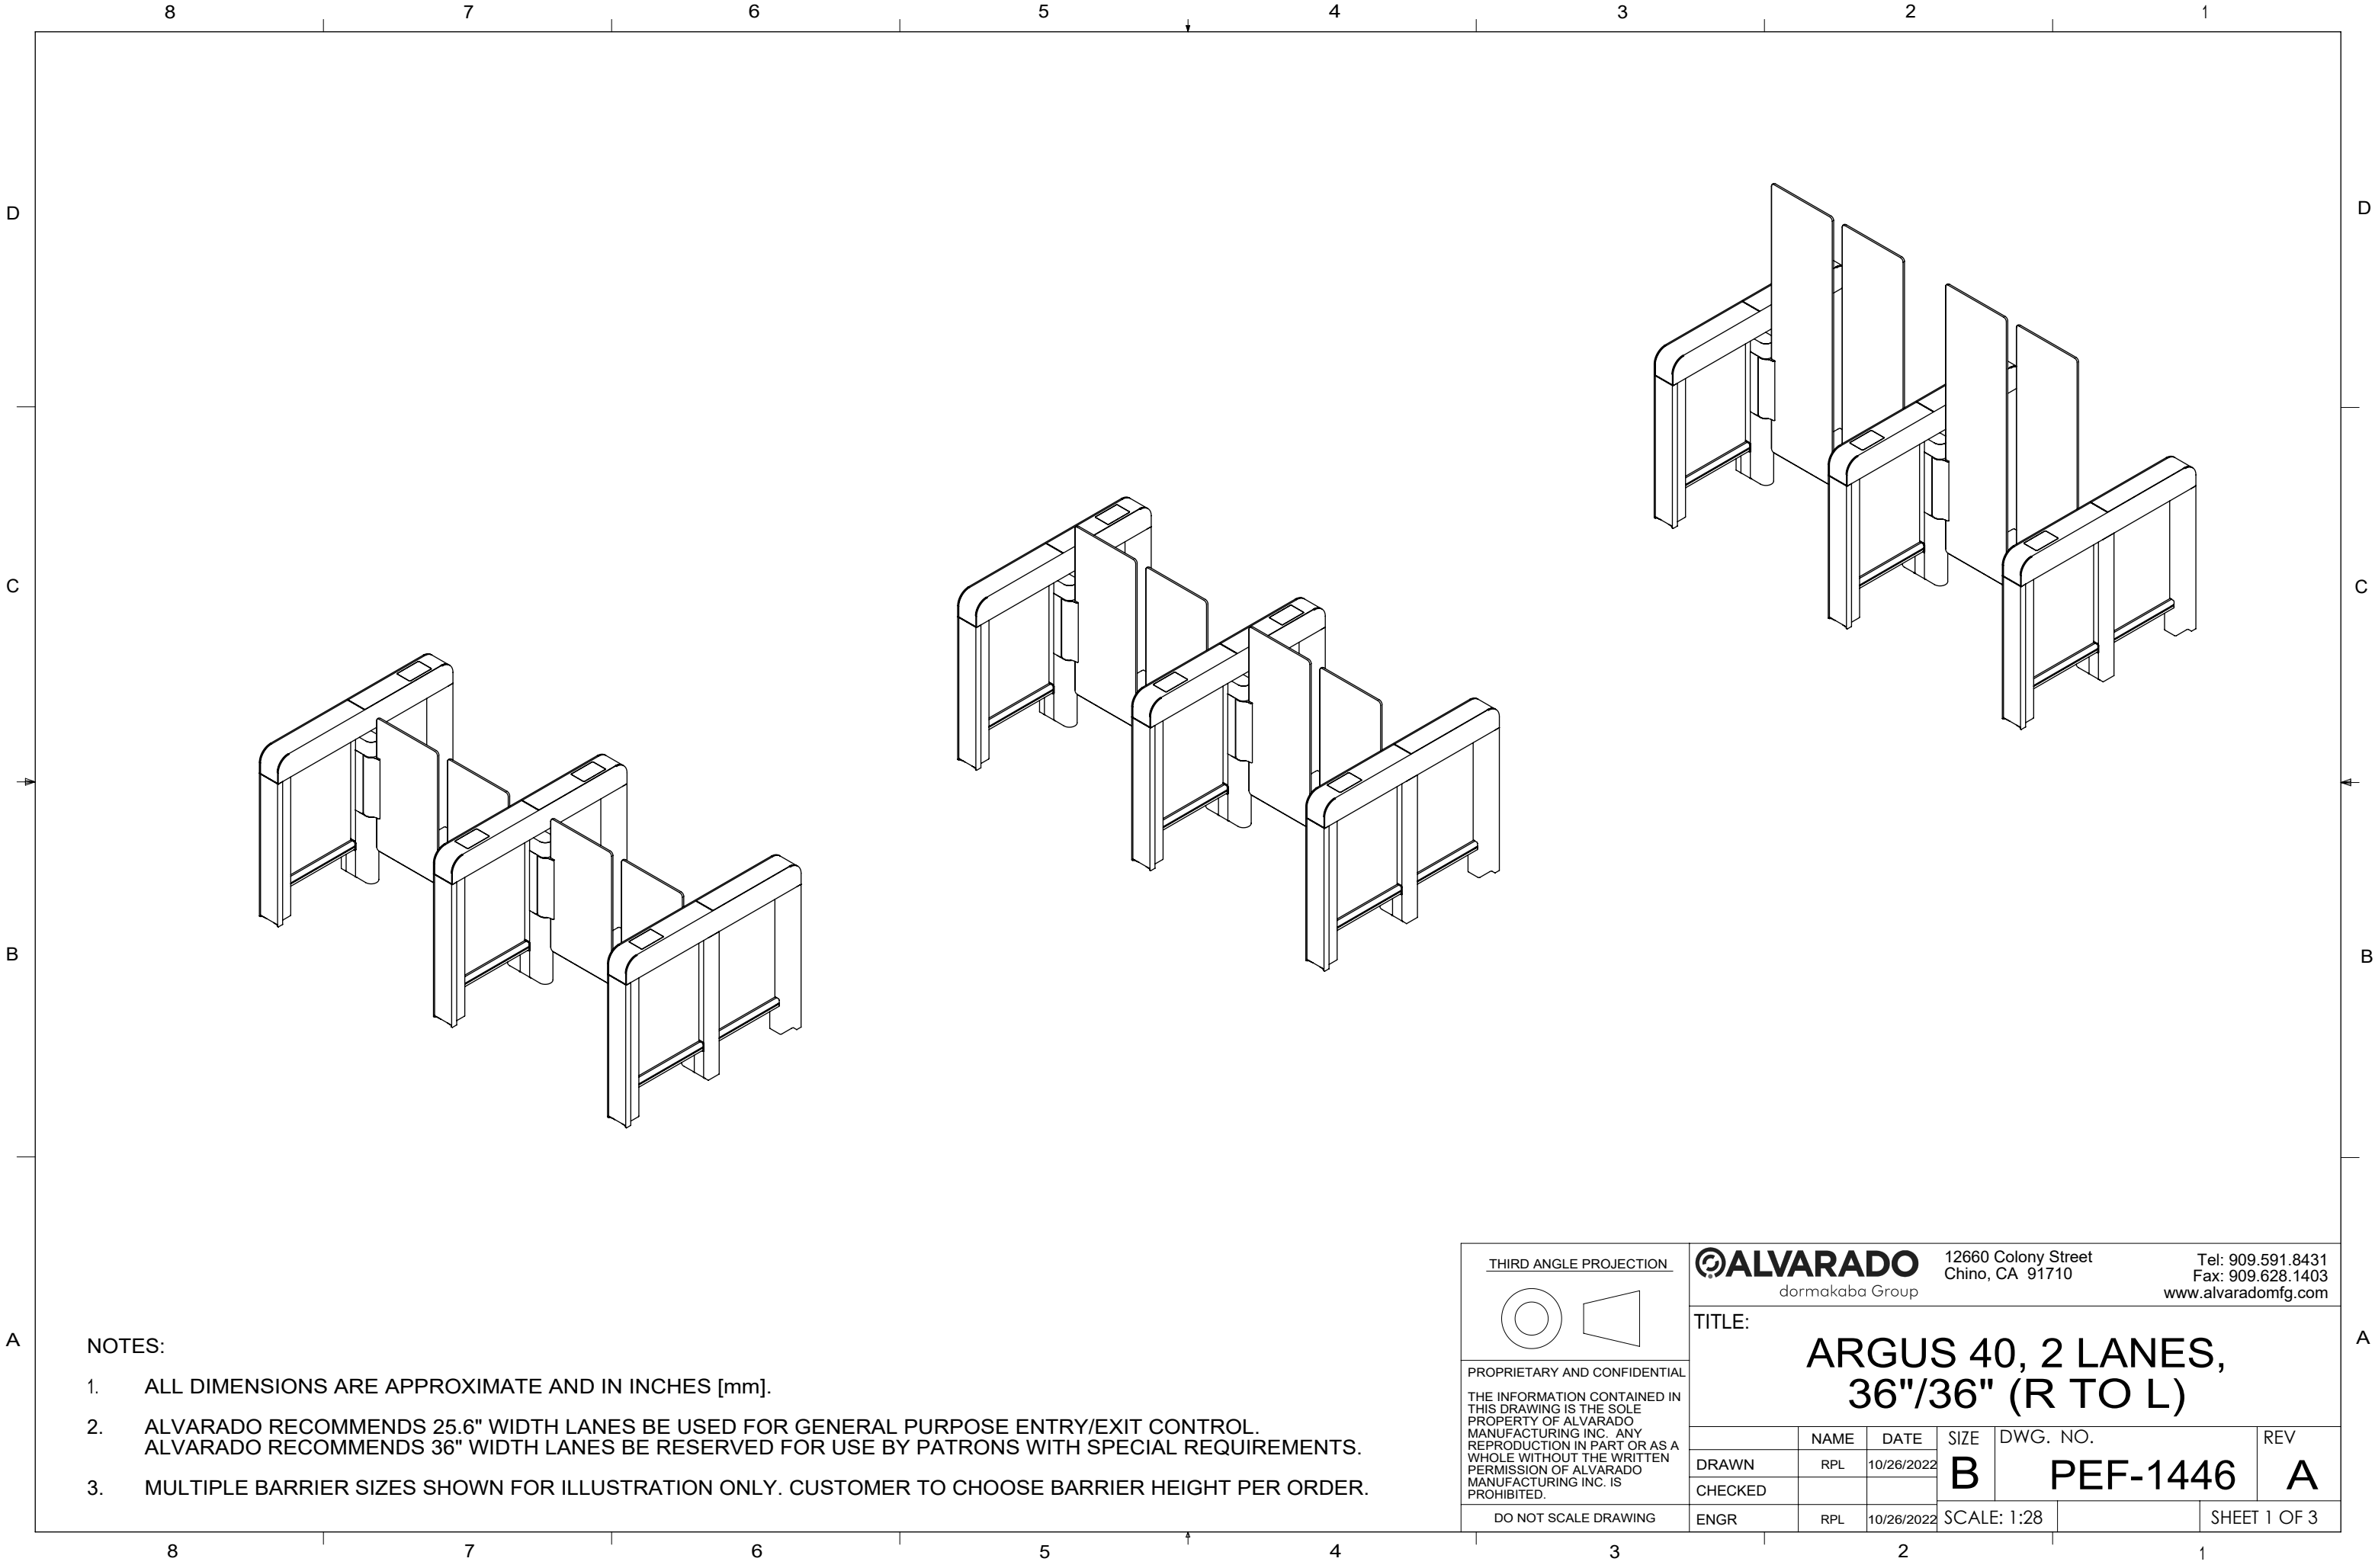 8 7 6 5 4 3 2 1
D D
C C
B B
A A
NOTES:
1. ALL DIMENSIONS ARE APPROXIMATE AND IN INCHES [mm].
2. ALVARADO RECOMMENDS 25.6" WIDTH LANES BE USED FOR GENERAL PURPOSE ENTRY/EXIT CONTROL.
ALVARADO RECOMMENDS 36" WIDTH LANES BE RESERVED FOR USE BY PATRONS WITH SPECIAL REQUIREMENTS.
3. MULTIPLE BARRIER SIZES SHOWN FOR ILLUSTRATION ONLY. CUSTOMER TO CHOOSE BARRIER HEIGHT PER ORDER.
THIRD ANGLE PROJECTION
PROPRIETARY AND CONFIDENTIAL
THE INFORMATION CONTAINED IN
THIS DRAWING IS THE SOLE
PROPERTY OF ALVARADO
MANUFACTURING INC. ANY
REPRODUCTION IN PART OR AS A
WHOLE WITHOUT THE WRITTEN
PERMISSION OF ALVARADO
MANUFACTURING INC. IS
PROHIBITED.
DO NOT SCALE DRAWING
ALVARADO
dormakaba Group
12660 Colony Street
Chino, CA 91710
Tel: 909.591.8431
Fax: 909.628.1403
www.alvaradomfg.com
TITLE:
ARGUS 40, 2 LANES,
36"/36" (R TO L)
NAME DATE
DRAWN RPL 10/26/2022
CHECKED
ENGR RPL 10/26/2022
SIZE
B
DWG. NO.
PEF-1446
REV
A
SCALE: 1:28
SHEET 1 OF 3
8 7 6 5 4 3 2 1